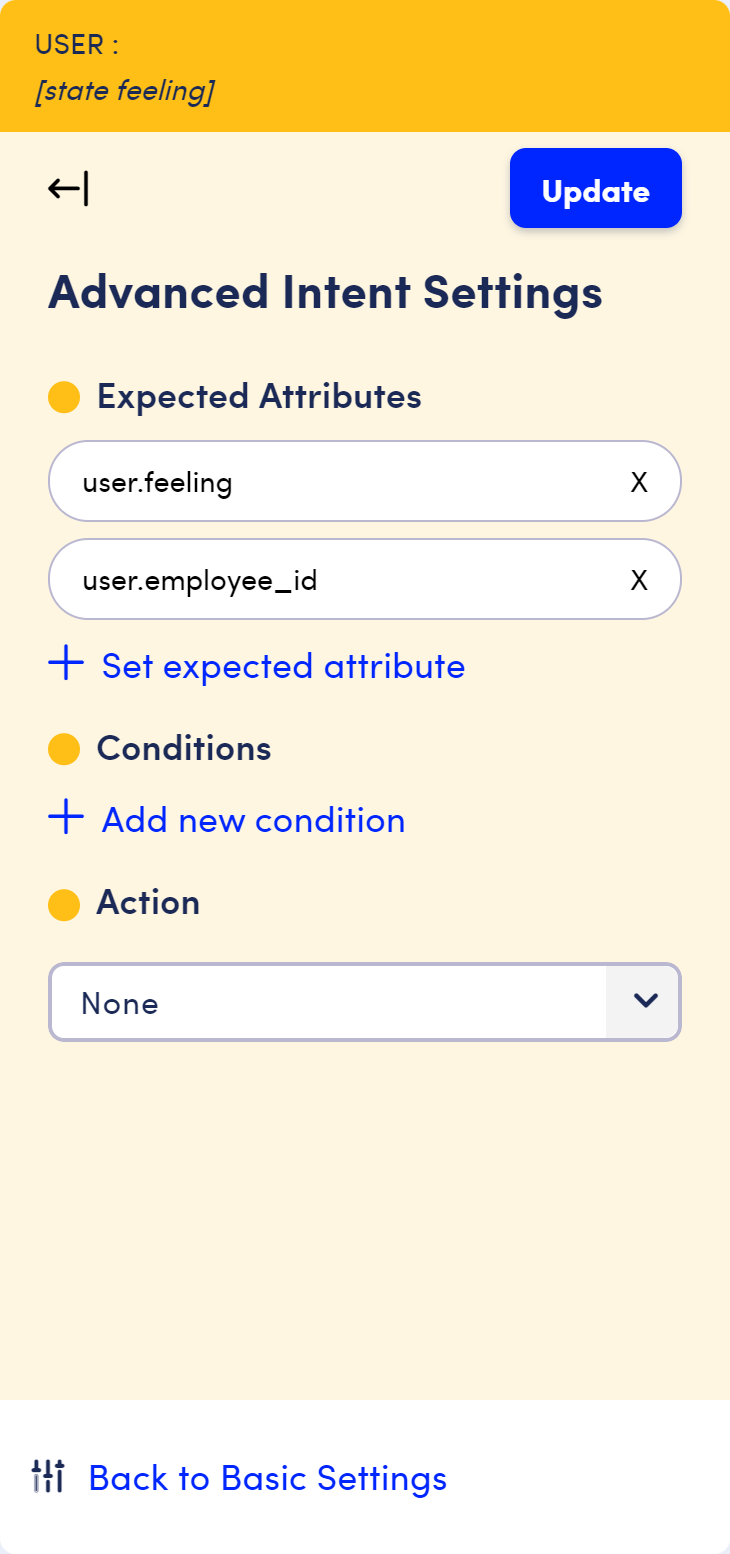 USER :
[state feeling]
Update
Advanced Intent Settings
Expected Attributes
user.feeling X
user.employee_id X
Set expected attribute
Conditions
Add new condition
Action
None
Back to Basic Settings